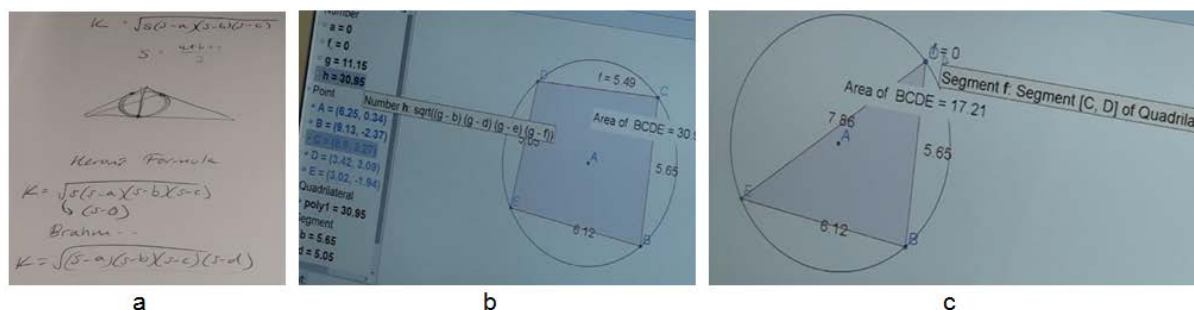 K = √s(s-a)(s-b)(s-c)
Heron's Formula
K = √s(s-a)(s-b)(s-c)
(s-0)
Brahm...
K = √(s-a)(s-b)(s-c)(s-d)
a
Number
a = 0
f = 0
g = 11.15
h = 30.95
Number h: sqrt((g - b) (g - d) (g - e) (g - f))
Point
A = (6.25, 0.34)
B = (9.13, -2.37)
D = (3.42, 3.09)
E = (3.02, -1.94)
Quadrilateral
poly1 = 30.95
Segment
b = 5.65
d = 5.05
D
f = 5.49
C
Area of BCDE = 30.9
A
5.65
E
6.12
B
b
f = 0
Segment f: Segment [C, D] of Quadrila
Area of BCDE = 17.21
7.86
A
5.65
E
6.12
B
c